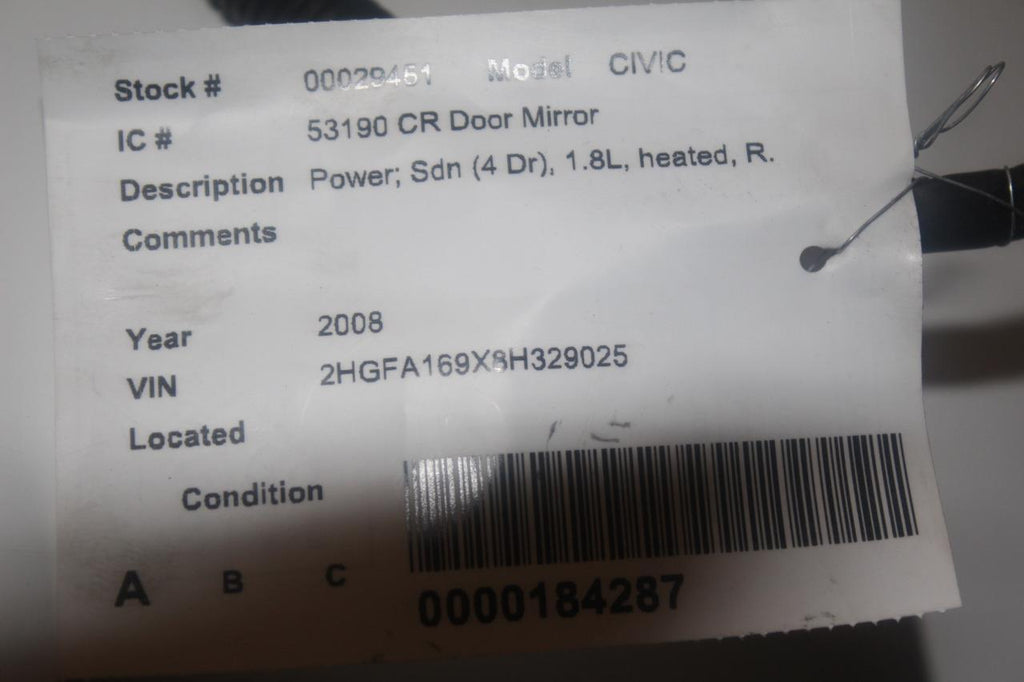 Stock # 00029451 Model CIVIC
IC # 53190 CR Door Mirror
Description Power; Sdn (4 Dr), 1.8L, heated, R.
Comments
Year 2008
VIN 2HGFA169X8H329025
Located
Condition
A B C
0000184287